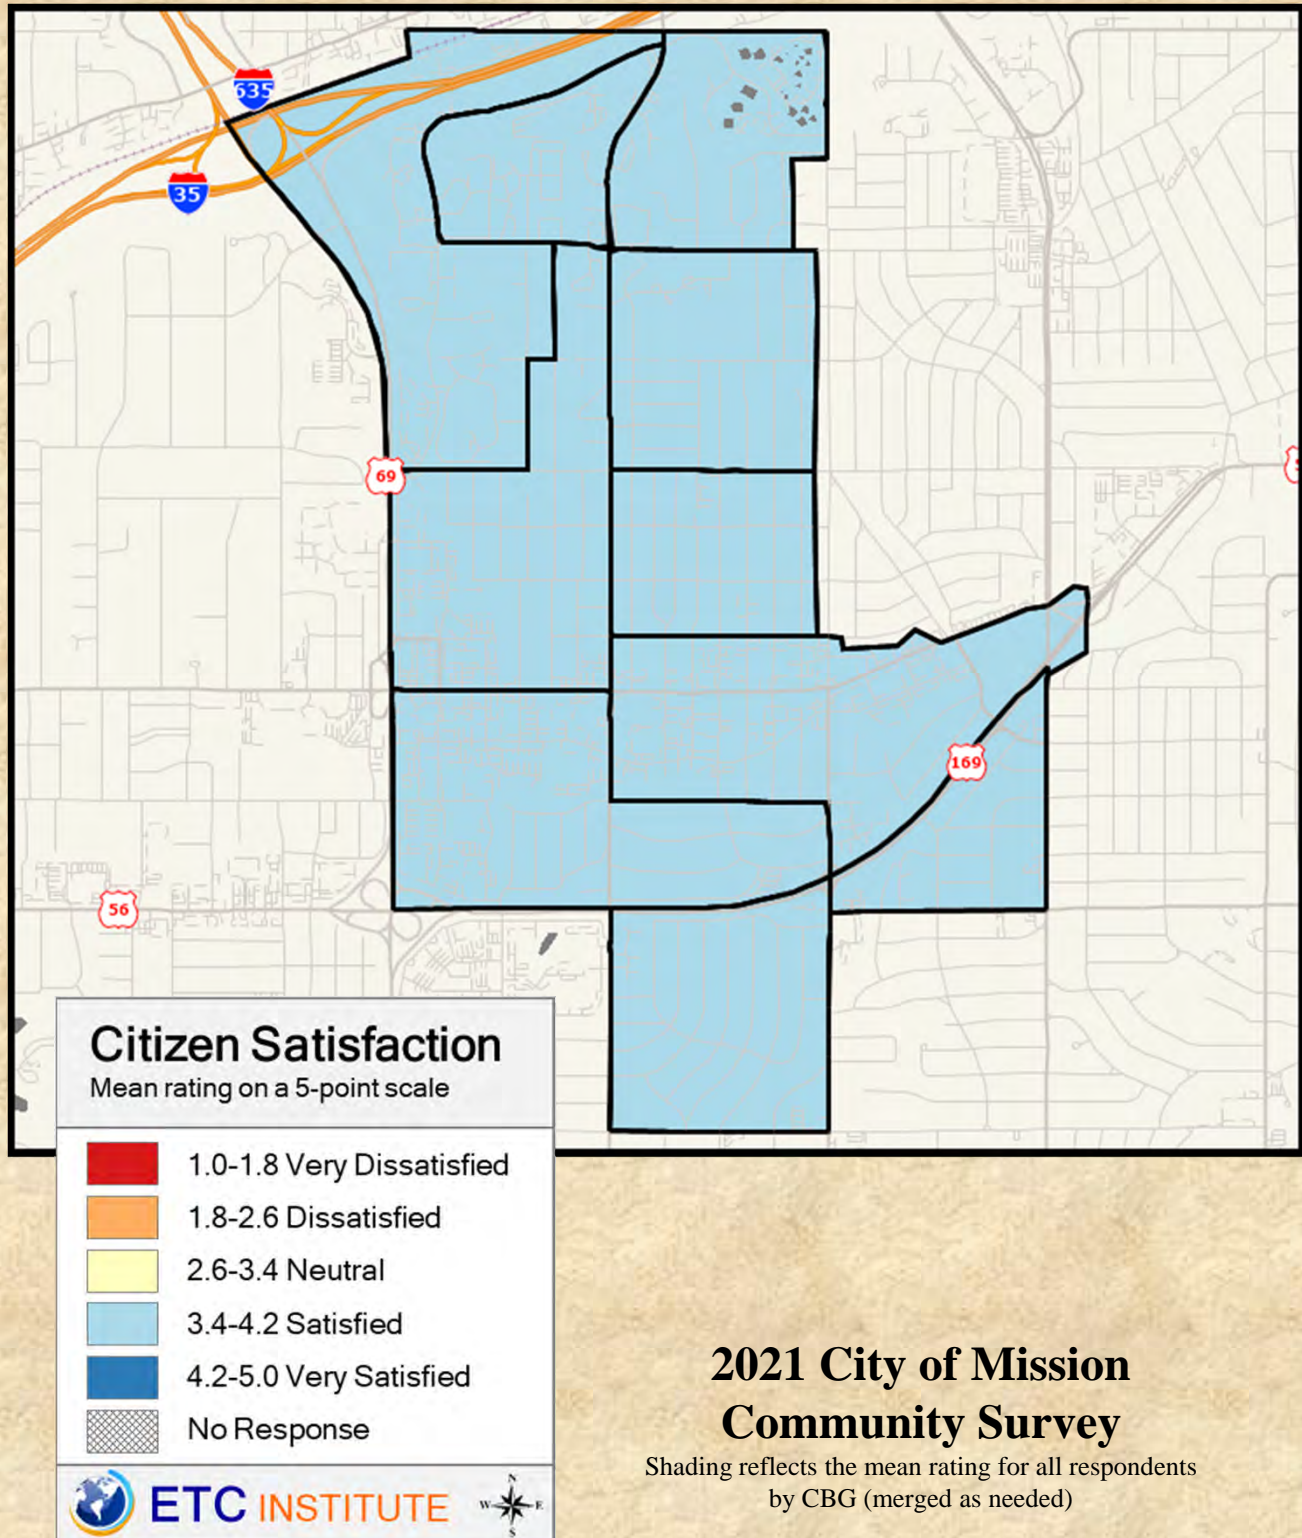 635
35
69
169
56
Citizen Satisfaction
Mean rating on a 5-point scale
1.0-1.8 Very Dissatisfied
1.8-2.6 Dissatisfied
2.6-3.4 Neutral
3.4-4.2 Satisfied
4.2-5.0 Very Satisfied
No Response
ETC INSTITUTE
N
W E
S
2021 City of Mission
Community Survey
Shading reflects the mean rating for all respondents
by CBG (merged as needed)